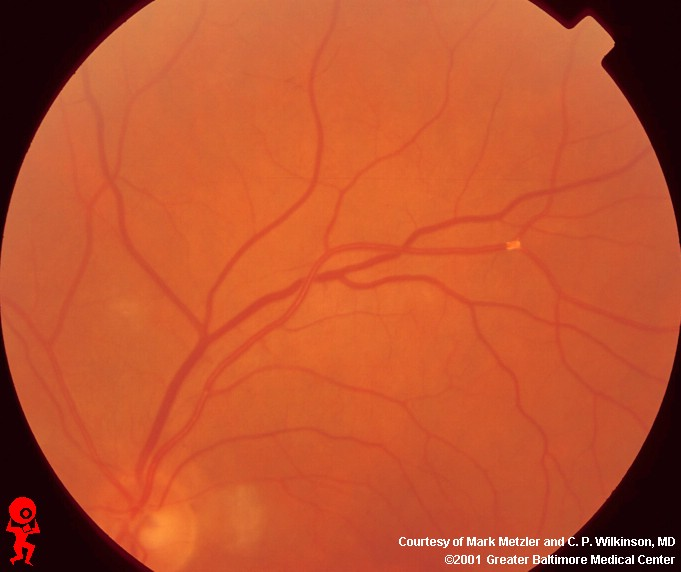 Courtesy of Mark Metzler and C. P. Wilkinson, MD
©2001 Greater Baltimore Medical Center